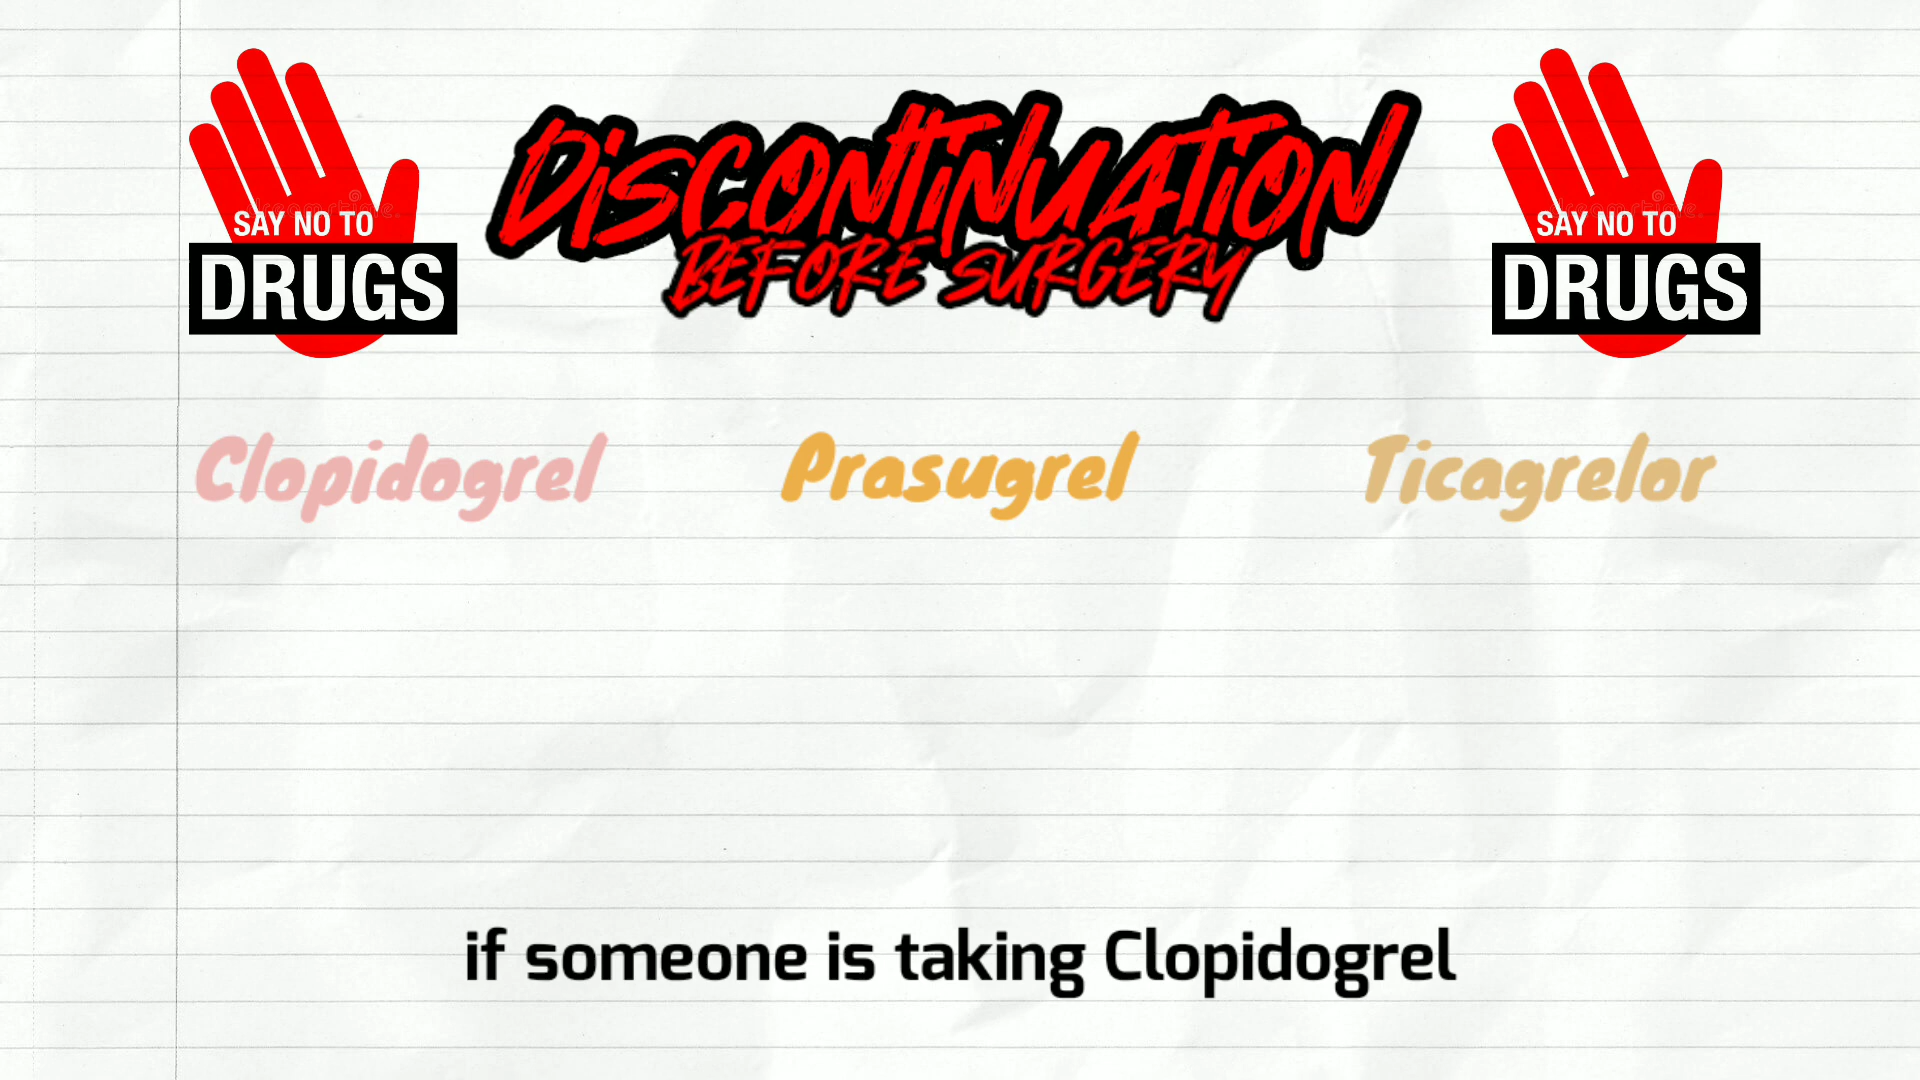 SAY NO TO
DRUGS
DISCONTINUATION
BEFORE SURGERY
SAY NO TO
DRUGS
Clopidogrel
Prasugrel
Ticagrelor
if someone is taking Clopidogrel